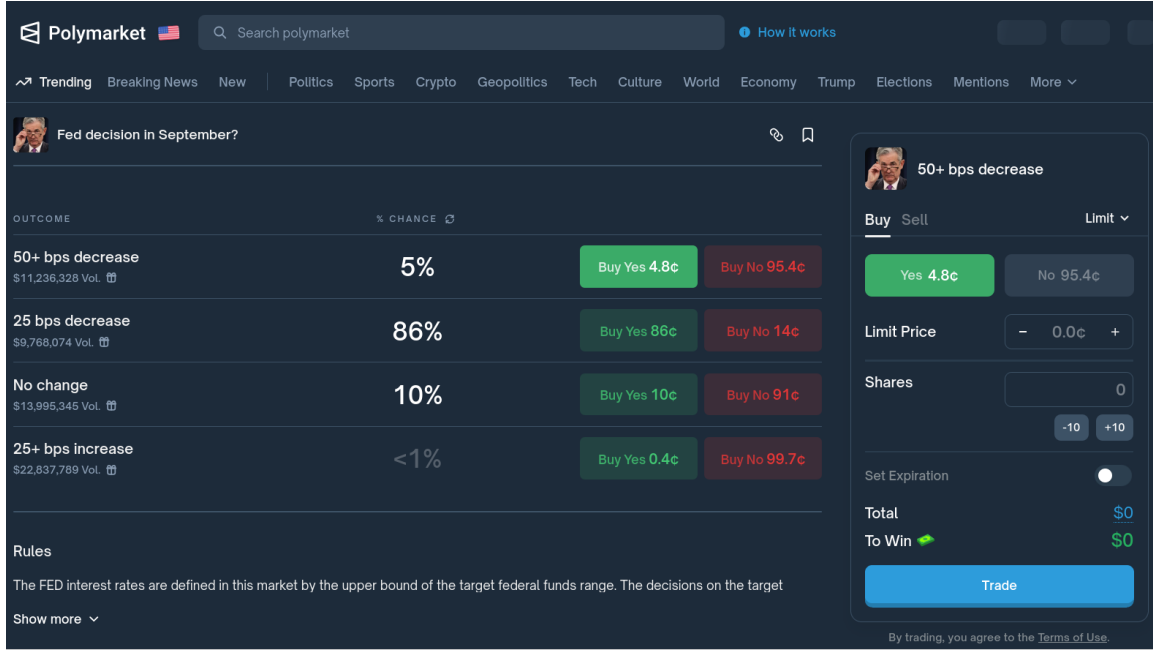 Polymarket
Search polymarket
How it works
Trending Breaking News New Politics Sports Crypto Geopolitics Tech Culture World Economy Trump Elections Mentions More
Fed decision in September?
OUTCOME % CHANCE
50+ bps decrease
$11,236,328 Vol.
5%
Buy Yes 4.8¢ Buy No 95.4¢
25 bps decrease
$9,768,074 Vol.
86%
Buy Yes 86¢ Buy No 14¢
No change
$13,995,345 Vol.
10%
Buy Yes 10¢ Buy No 91¢
25+ bps increase
$22,837,789 Vol.
<1%
Buy Yes 0.4¢ Buy No 99.7¢
Rules
The FED interest rates are defined in this market by the upper bound of the target federal funds range. The decisions on the target
Show more
50+ bps decrease
Buy Sell Limit
Yes 4.8¢ No 95.4¢
Limit Price − 0.0¢ +
Shares 0
-10 +10
Set Expiration
Total $0
To Win $0
Trade
By trading, you agree to the Terms of Use.